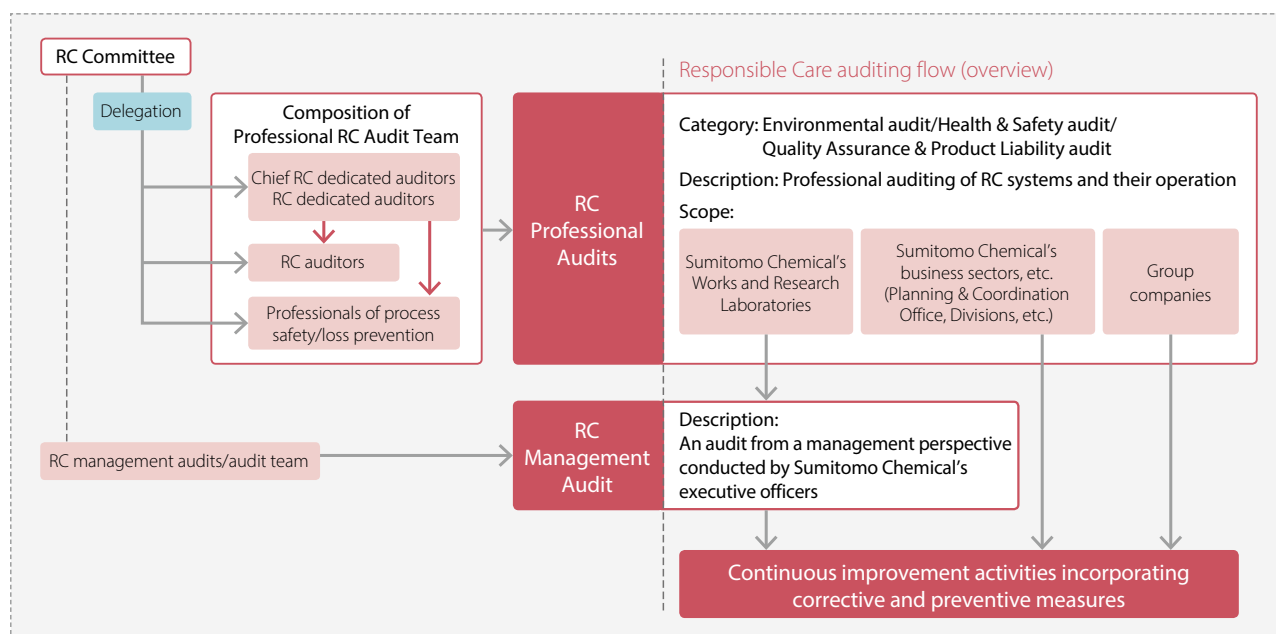 RC Committee
Delegation
Composition of
Professional RC Audit Team
Chief RC dedicated auditors
RC dedicated auditors
RC auditors
Professionals of process
safety/loss prevention
RC management audits/audit team
RC
Professional
Audits
Responsible Care auditing flow (overview)
Category: Environmental audit/Health & Safety audit/
Quality Assurance & Product Liability audit
Description: Professional auditing of RC systems and their operation
Scope:
Sumitomo Chemical's
Works and Research
Laboratories
Sumitomo Chemical's
business sectors, etc.
(Planning & Coordination
Office, Divisions, etc.)
Group
companies
RC
Management
Audit
Description:
An audit from a management perspective
conducted by Sumitomo Chemical's
executive officers
Continuous improvement activities incorporating
corrective and preventive measures